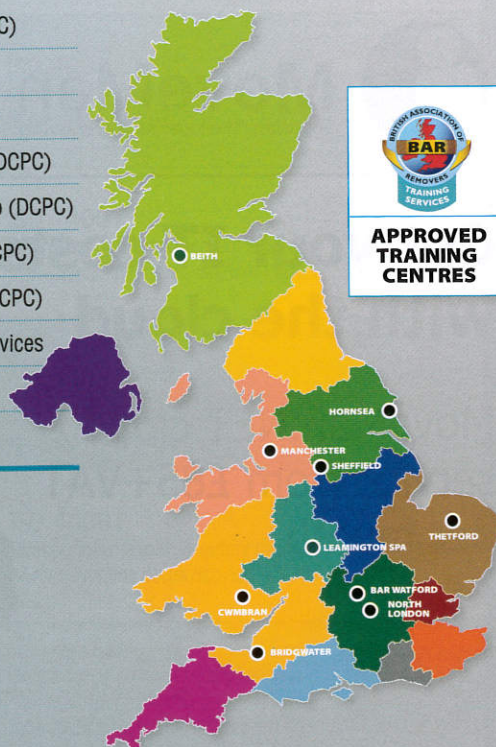 C)
DCPC)
o (DCPC)
CPC)
CPC)
vices
BRITISH ASSOCIATION OF
BAR
REMOVERS
TRAINING
SERVICES
APPROVED
TRAINING
CENTRES
BEITH
HORNSEA
MANCHESTER
SHEFFIELD
THETFORD
LEAMINGTON SPA
BAR WATFORD
NORTH
LONDON
CWMBRAN
BRIDGWATER